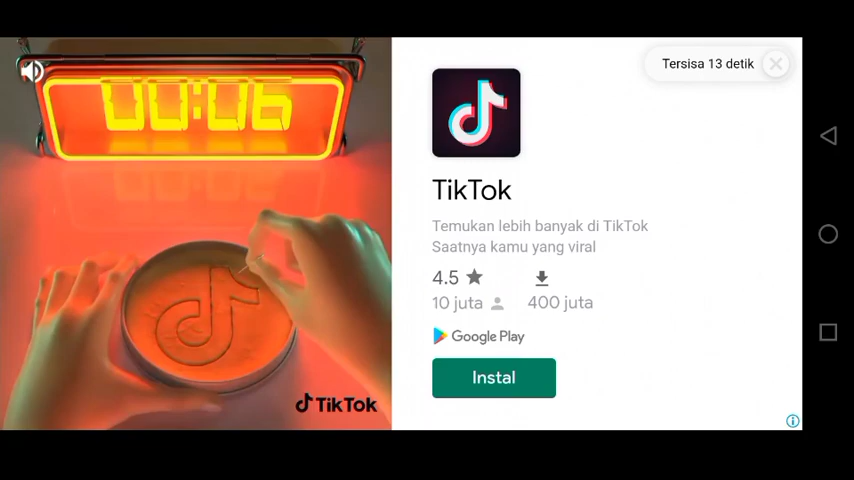 00:06
TikTok
Tersisa 13 detik
TikTok
Temukan lebih banyak di TikTok
Saatnya kamu yang viral
4.5
10 juta
400 juta
Google Play
Instal